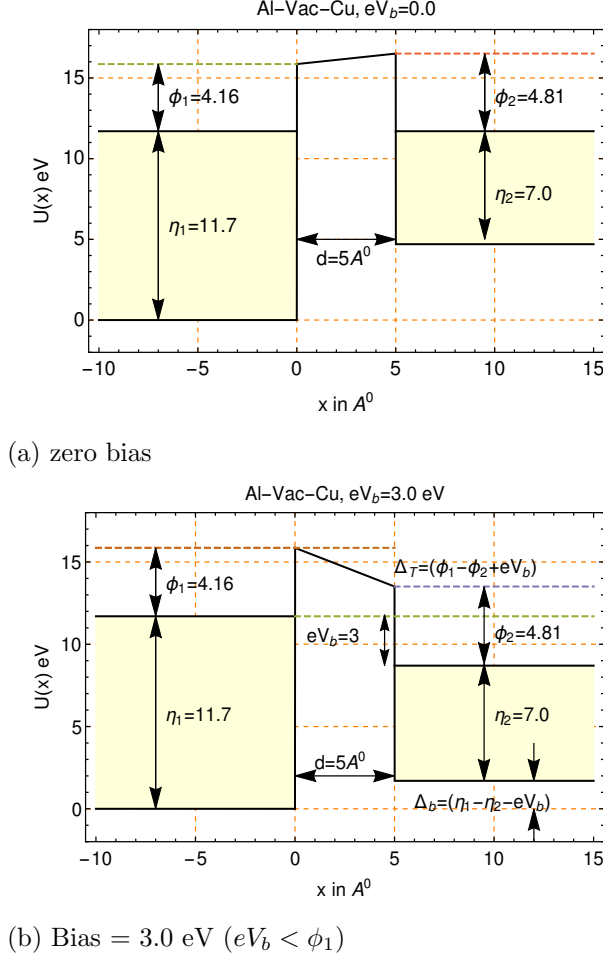 Al−Vac−Cu, eV_b=0.0
15
ϕ_1=4.16
ϕ_2=4.81
10
η_1=11.7
η_2=7.0
5
d=5A^0
0
U(x) eV
−10 −5 0 5 10 15
x in A^0
(a) zero bias
Al−Vac−Cu, eV_b=3.0 eV
15
Δ_T=(ϕ_1−ϕ_2+eV_b)
ϕ_1=4.16
eV_b=3
ϕ_2=4.81
10
η_1=11.7
η_2=7.0
5
d=5A^0
Δ_b=(η_1−η_2−eV_b)
0
U(x) eV
−10 −5 0 5 10 15
x in A^0
(b) Bias = 3.0 eV (eV_b < ϕ_1)